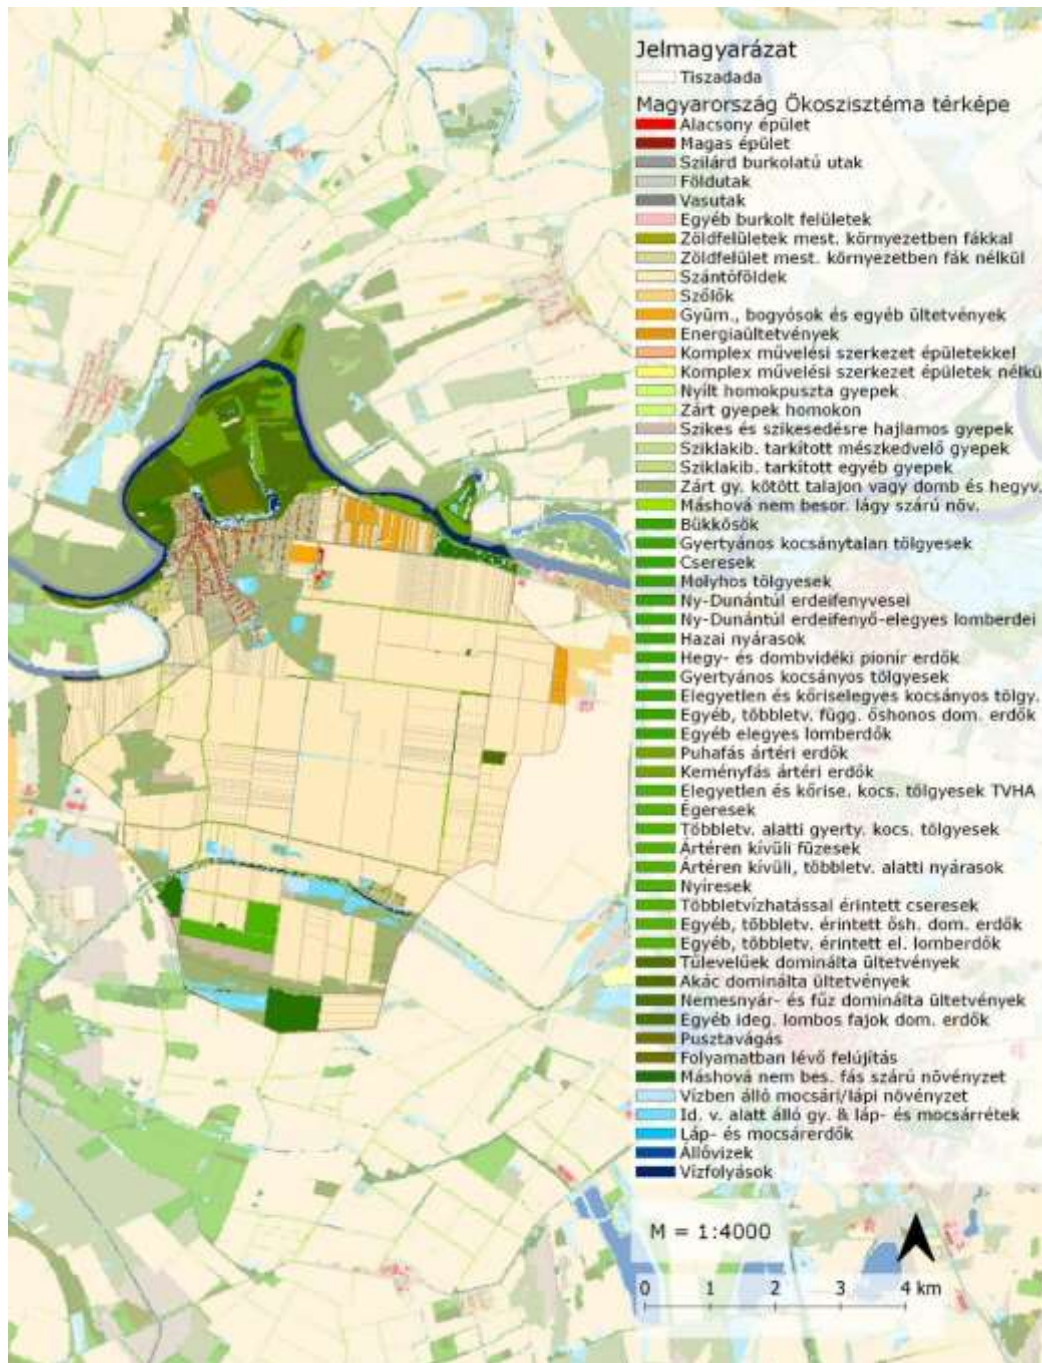 Jelmagyarázat
Tiszadada
Magyarország Ökoszisztéma térképe
Alacsony épület
Magas épület
Szilárd burkolatú utak
Földutak
Vasutak
Egyéb burkolt felületek
Zöldfelületek mest. környezetben fákkal
Zöldfelület mest. környezetben fák nélkül
Szántóföldek
Szőlők
Gyüm., bogyósok és egyéb ültetvények
Energiaültetvények
Komplex művelési szerkezet épületekkel
Komplex művelési szerkezet épületek nélkü
Nyílt homokpuszta gyepek
Zárt gyepek homokon
Szikes és szikesedésre hajlamos gyepek
Sziklakib. tarkított mészkedvelő gyepek
Sziklakib. tarkított egyéb gyepek
Zárt gy. kötött talajon vagy domb és hegyv.
Máshová nem besor. lágy szárú növ.
Bükkösök
Gyertyános kocsánytalan tölgyesek
Cseresek
Molyhos tölgyesek
Ny-Dunántúl erdeifenyvesei
Ny-Dunántúl erdeifenyő-elegyes lomberdei
Hazai nyárasok
Hegy- és dombvidéki pionír erdők
Gyertyános kocsányos tölgyesek
Elegyetlen és kőriselegyes kocsányos tölgy.
Egyéb, többletv. függ. őshonos dom. erdők
Egyéb elegyes lomberdők
Puhafás ártéri erdők
Keményfás ártéri erdők
Elegyetlen és kőrise. kocs. tölgyesek TVHA
Égeresek
Többletv. alatti gyerty. kocs. tölgyesek
Ártéren kívüli füzesek
Ártéren kívüli, többletv. alatti nyárasok
Nyíresek
Többletvízhatással érintett cseresek
Egyéb, többletv. érintett ősh. dom. erdők
Egyéb, többletv. érintett el. lomberdők
Tűlevelűek dominálta ültetvények
Akác dominálta ültetvények
Nemesnyár- és fűz dominálta ültetvények
Egyéb ideg. lombos fajok dom. erdők
Pusztavágás
Folyamatban lévő felújítás
Máshová nem bes. fás szárú növényzet
Vízben álló mocsári/lápi növényzet
Id. v. alatt álló gy. & láp- és mocsárrétek
Láp- és mocsárerdők
Állóvizek
Vízfolyások
M = 1:4000
0 1 2 3 4 km